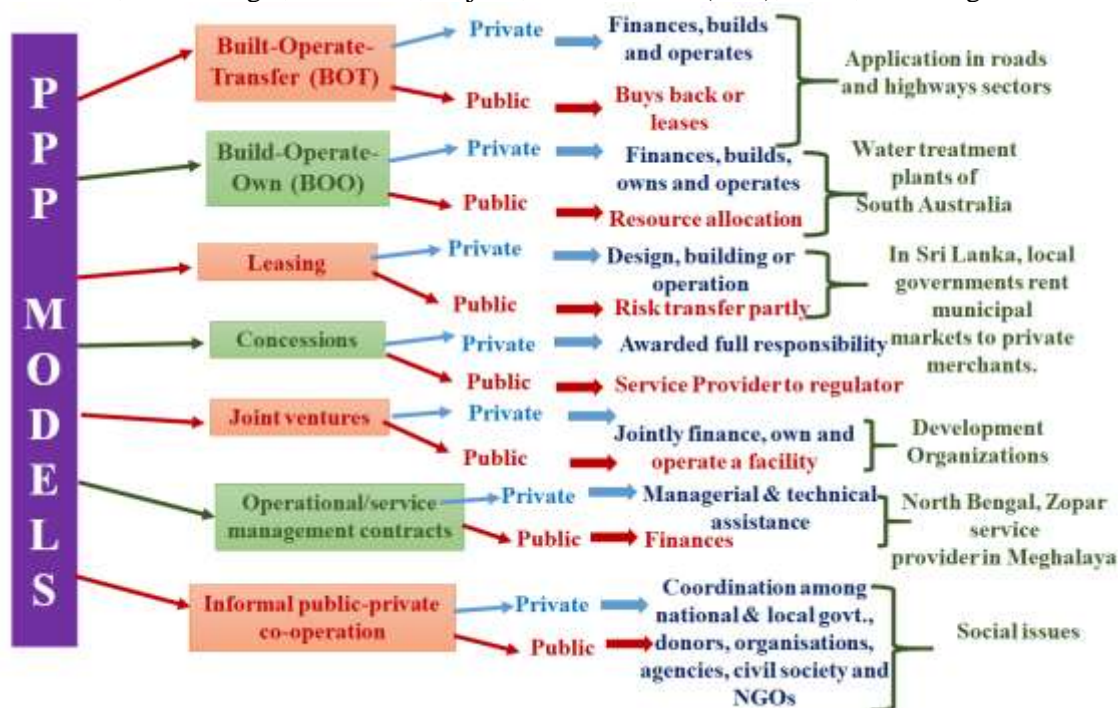 PPP MODELS
Built-Operate-
Transfer (BOT)
Private
Finances, builds
and operates
Public
Buys back or
leases
Application in roads
and highways sectors
Build-Operate-
Own (BOO)
Private
Finances, builds,
owns and operates
Public
Resource allocation
Water treatment
plants of
South Australia
Leasing
Private
Design, building or
operation
Public
Risk transfer partly
In Sri Lanka, local
governments rent
municipal
markets to private
merchants.
Concessions
Private
Awarded full responsibility
Public
Service Provider to regulator
Joint ventures
Private
Public
Jointly finance, own and
operate a facility
Development
Organizations
Operational/service
management contracts
Private
Managerial & technical
assistance
Public
Finances
North Bengal, Zopar
service
provider in Meghalaya
Informal public-private
co-operation
Private
Public
Coordination among
national & local govt.,
donors, organisations,
agencies, civil society and
NGOs
Social issues